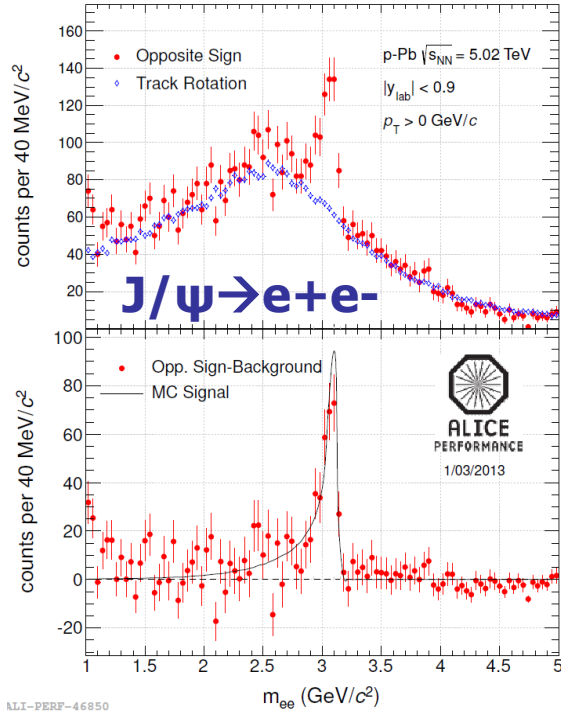 160
140
120
100
80
60
40
20
counts per 40 MeV/c²
Opposite Sign
Track Rotation
p-Pb √sNN = 5.02 TeV
|ylab| < 0.9
pT > 0 GeV/c
J/ψ→e+e-
100
80
60
40
20
0
-20
counts per 40 MeV/c²
Opp. Sign-Background
MC Signal
ALICE
PERFORMANCE
1/03/2013
1 1.5 2 2.5 3 3.5 4 4.5 5
mee (GeV/c²)
ALI-PERF-46850